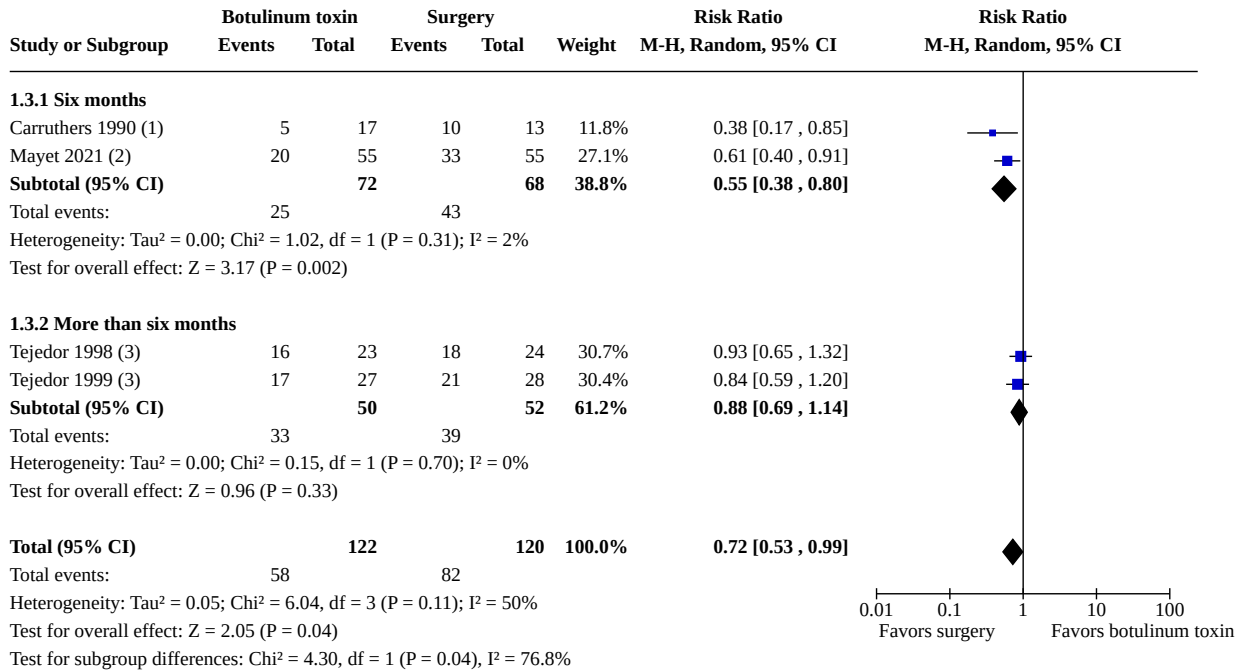 Botulinum toxin Surgery Risk Ratio Risk Ratio
Study or Subgroup Events Total Events Total Weight M-H, Random, 95% CI M-H, Random, 95% CI
1.3.1 Six months
Carruthers 1990 (1) 5 17 10 13 11.8% 0.38 [0.17 , 0.85]
Mayet 2021 (2) 20 55 33 55 27.1% 0.61 [0.40 , 0.91]
Subtotal (95% CI) 72 68 38.8% 0.55 [0.38 , 0.80]
Total events: 25 43
Heterogeneity: Tau² = 0.00; Chi² = 1.02, df = 1 (P = 0.31); I² = 2%
Test for overall effect: Z = 3.17 (P = 0.002)
1.3.2 More than six months
Tejedor 1998 (3) 16 23 18 24 30.7% 0.93 [0.65 , 1.32]
Tejedor 1999 (3) 17 27 21 28 30.4% 0.84 [0.59 , 1.20]
Subtotal (95% CI) 50 52 61.2% 0.88 [0.69 , 1.14]
Total events: 33 39
Heterogeneity: Tau² = 0.00; Chi² = 0.15, df = 1 (P = 0.70); I² = 0%
Test for overall effect: Z = 0.96 (P = 0.33)
Total (95% CI) 122 120 100.0% 0.72 [0.53 , 0.99]
Total events: 58 82
Heterogeneity: Tau² = 0.05; Chi² = 6.04, df = 3 (P = 0.11); I² = 50%
0.01 0.1 1 10 100
Test for overall effect: Z = 2.05 (P = 0.04)
Favors surgery Favors botulinum toxin
Test for subgroup differences: Chi² = 4.30, df = 1 (P = 0.04), I² = 76.8%